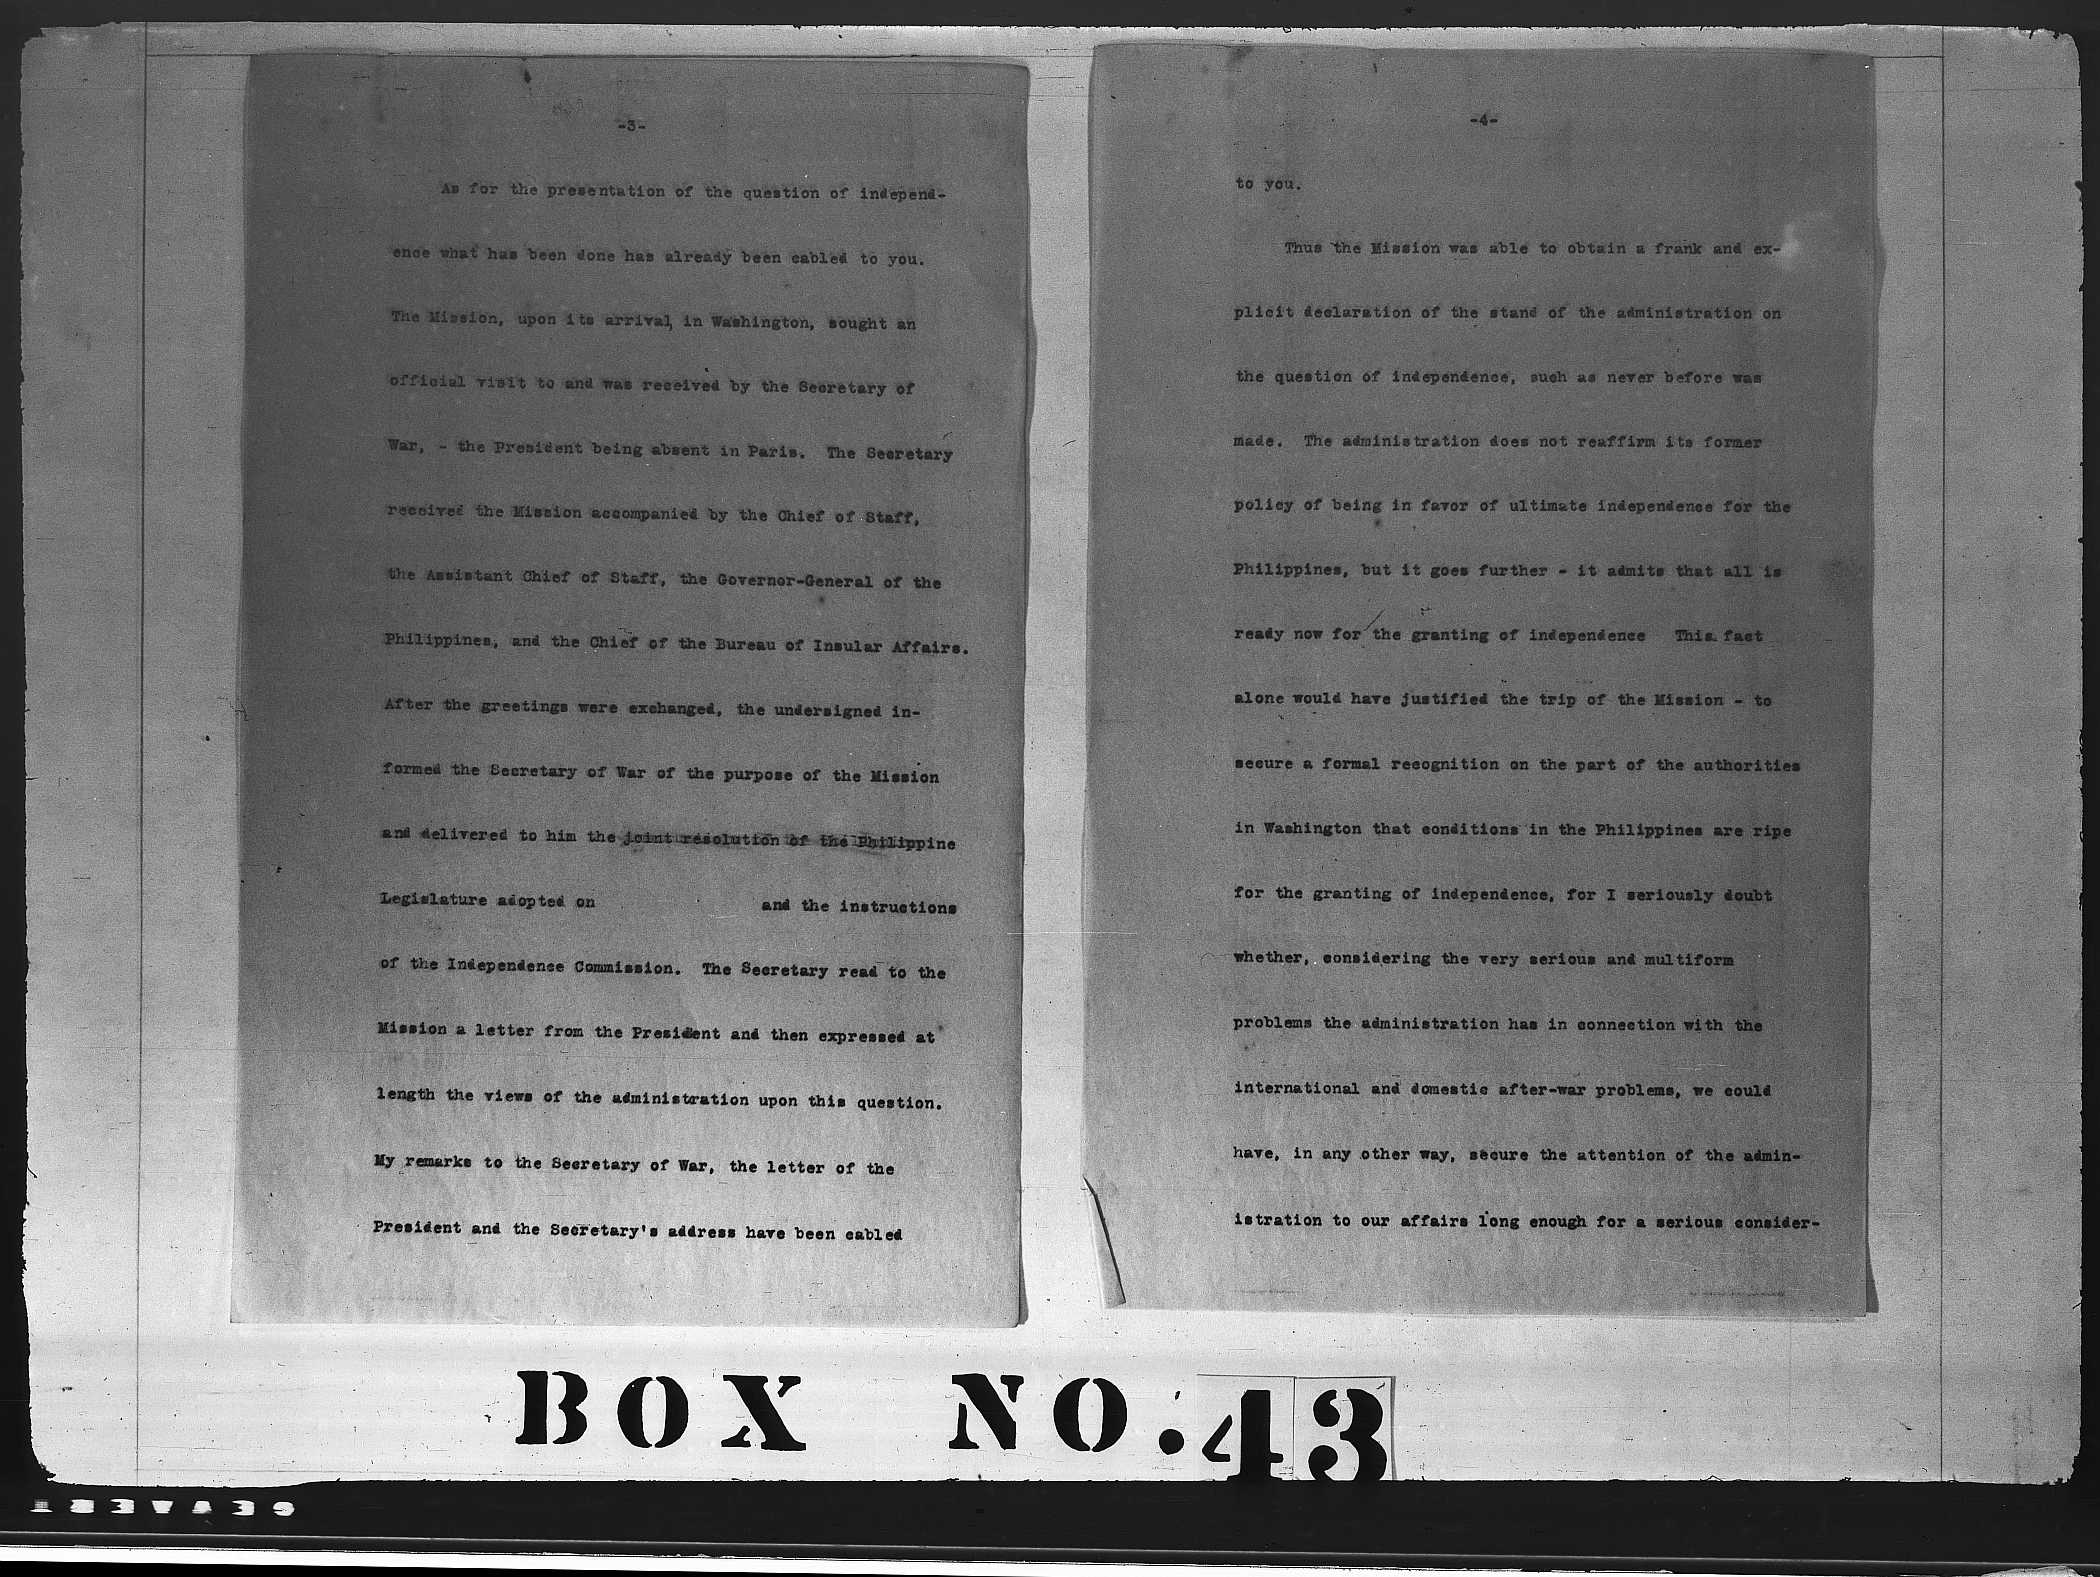 -3-
As for the presentation of the question of independ-
ence what has been done has already been cabled to you.
The Mission, upon its arrival, in Washington, sought an
official visit to and was received by the Secretary of
War, - the President being absent in Paris. The Secretary
received the Mission accompanied by the Chief of Staff,
the Assistant Chief of Staff, the Governor-General of the
Philippines, and the Chief of the Bureau of Insular Affairs.
After the greetings were exchanged, the undersigned in-
formed the Secretary of War of the purpose of the Mission
and delivered to him the joint resolution of the Philippine
Legislature adopted on and the instructions
of the Independence Commission. The Secretary read to the
Mission a letter from the President and then expressed at
length the views of the administration upon this question.
My remarks to the Secretary of War, the letter of the
President and the Secretary's address have been cabled
-4-
to you.
Thus the Mission was able to obtain a frank and ex-
plicit declaration of the stand of the administration on
the question of independence, such as never before was
made. The administration does not reaffirm its former
policy of being in favor of ultimate independence for the
Philippines, but it goes further - it admits that all is
ready now for the granting of independence This fact
alone would have justified the trip of the Mission - to
secure a formal recognition on the part of the authorities
in Washington that conditions in the Philippines are ripe
for the granting of independence, for I seriously doubt
whether, considering the very serious and multiform
problems the administration has in connection with the
international and domestic after-war problems, we could
have, in any other way, secure the attention of the admin-
istration to our affairs long enough for a serious consider-
BOX NO. 43